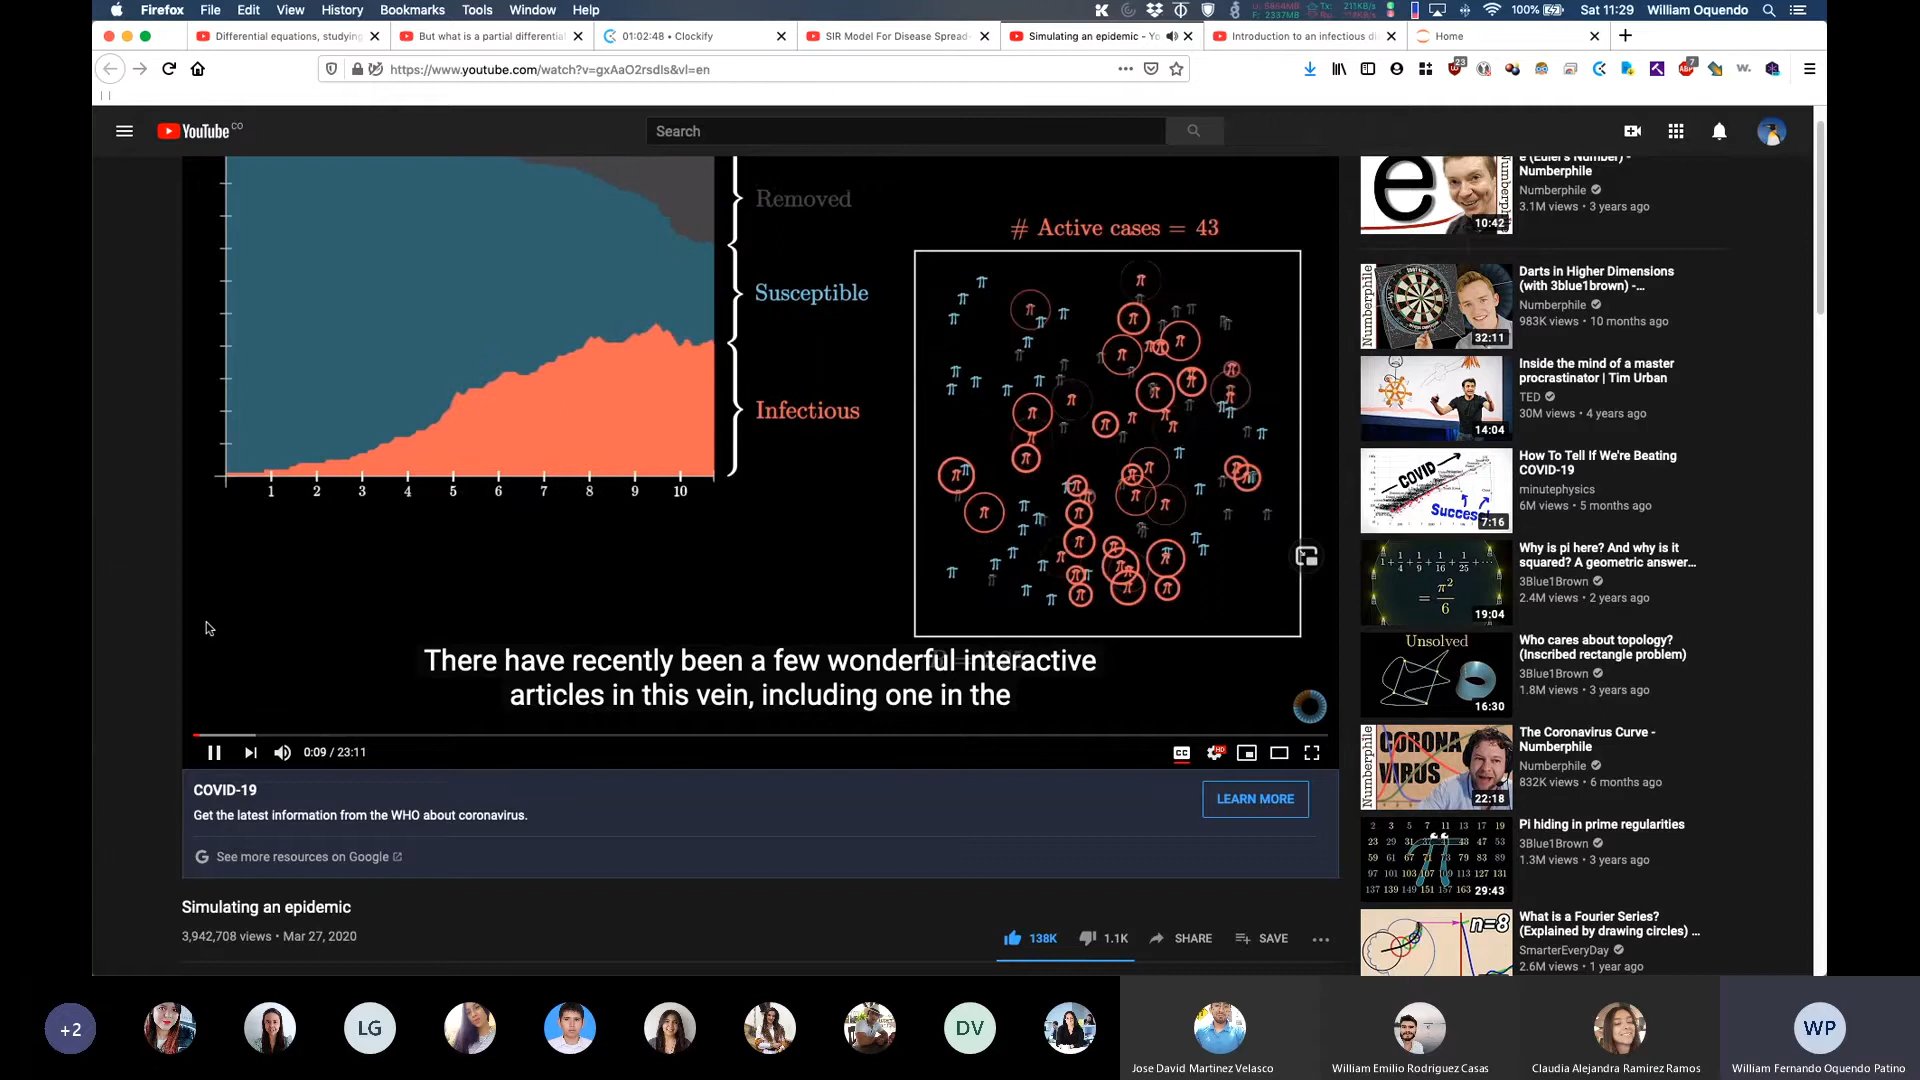 Firefox File Edit View History Bookmarks Tools Window Help
100% Sat 11:29 William Oquendo
Differential equations, studying
But what is a partial differential
01:02:48 • Clockify
SIR Model For Disease Spread-
Simulating an epidemic - Yo
Introduction to an infectious di
Home
https://www.youtube.com/watch?v=gxAaO2rsdIs&vl=en
YouTube CO
Search
Removed
Susceptible
Infectious
1 2 3 4 5 6 7 8 9 10
# Active cases = 43
There have recently been a few wonderful interactive
articles in this vein, including one in the
0:09 / 23:11
CC
HD
COVID-19
Get the latest information from the WHO about coronavirus.
LEARN MORE
See more resources on Google
Simulating an epidemic
3,942,708 views • Mar 27, 2020
138K 1.1K SHARE SAVE
e (Euler's Number) -
Numberphile
Numberphile
3.1M views • 3 years ago
10:42
Darts in Higher Dimensions
(with 3blue1brown) -...
Numberphile
983K views • 10 months ago
32:11
Inside the mind of a master
procrastinator | Tim Urban
TED
30M views • 4 years ago
14:04
How To Tell If We're Beating
COVID-19
minutephysics
6M views • 5 months ago
7:16
Why is pi here? And why is it
squared? A geometric answer...
3Blue1Brown
2.4M views • 2 years ago
19:04
Unsolved
Who cares about topology?
(Inscribed rectangle problem)
3Blue1Brown
1.8M views • 3 years ago
16:30
CORONA
VIRUS
The Coronavirus Curve -
Numberphile
Numberphile
832K views • 6 months ago
22:18
Pi hiding in prime regularities
3Blue1Brown
1.3M views • 3 years ago
29:43
n=8
What is a Fourier Series?
(Explained by drawing circles) ...
SmarterEveryDay
2.6M views • 1 year ago
+2
LG
DV
WP
Jose David Martinez Velasco
William Emilio Rodriguez Casas
Claudia Alejandra Ramirez Ramos
William Fernando Oquendo Patino